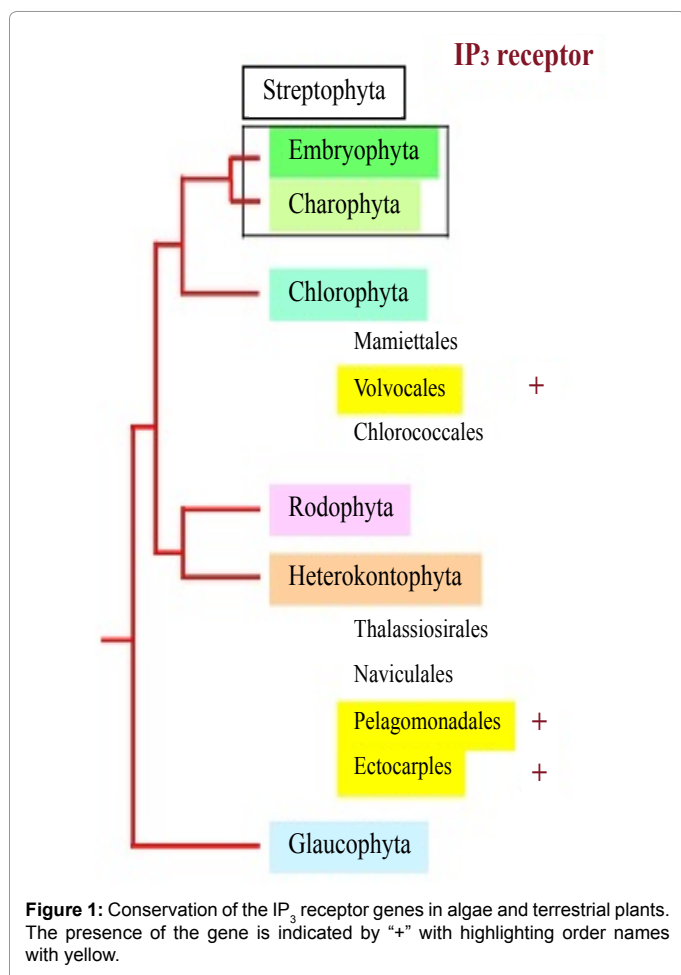 IP₃ receptor
Streptophyta
Embryophyta
Charophyta
Chlorophyta
Mamiettales
Volvocales +
Chlorococcales
Rodophyta
Heterokontophyta
Thalassiosirales
Naviculales
Pelagomonadales +
Ectocarples +
Glaucophyta
Figure 1: Conservation of the IP₃ receptor genes in algae and terrestrial plants.
The presence of the gene is indicated by “+” with highlighting order names
with yellow.